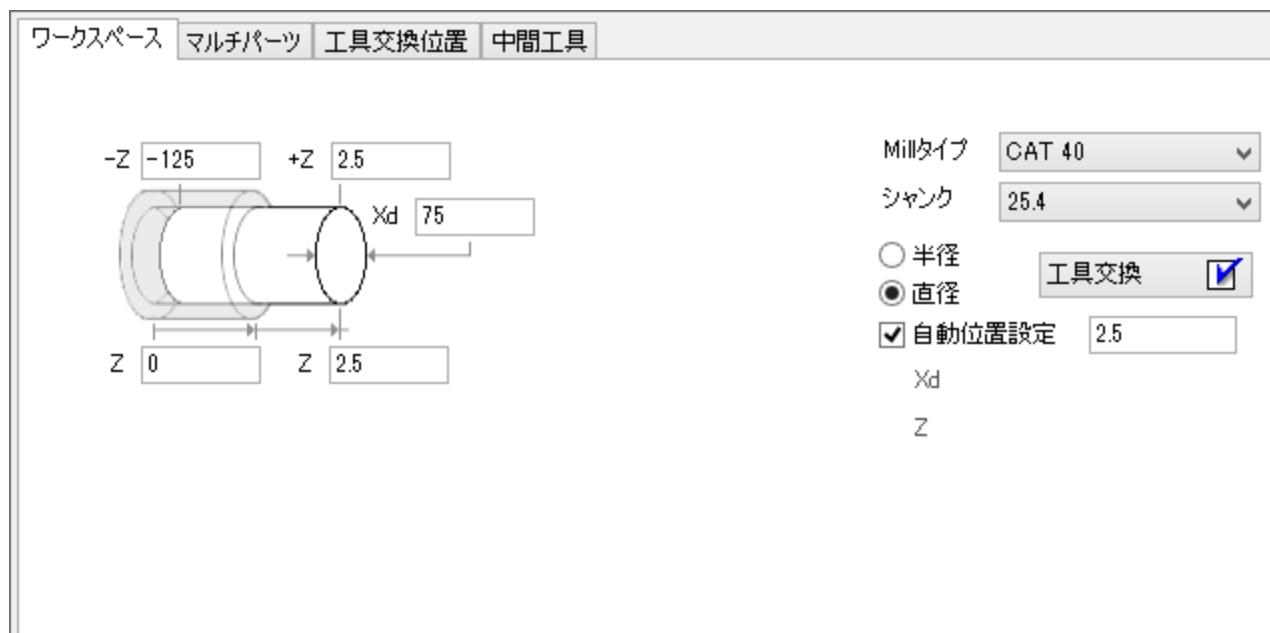 ワークスペース マルチパーツ 工具交換位置 中間工具
-Z -125 +Z 2.5
Xd 75
Z 0 Z 2.5
Millタイプ CAT 40
シャンク 25.4
半径
直径
工具交換
自動位置設定 2.5
Xd
Z